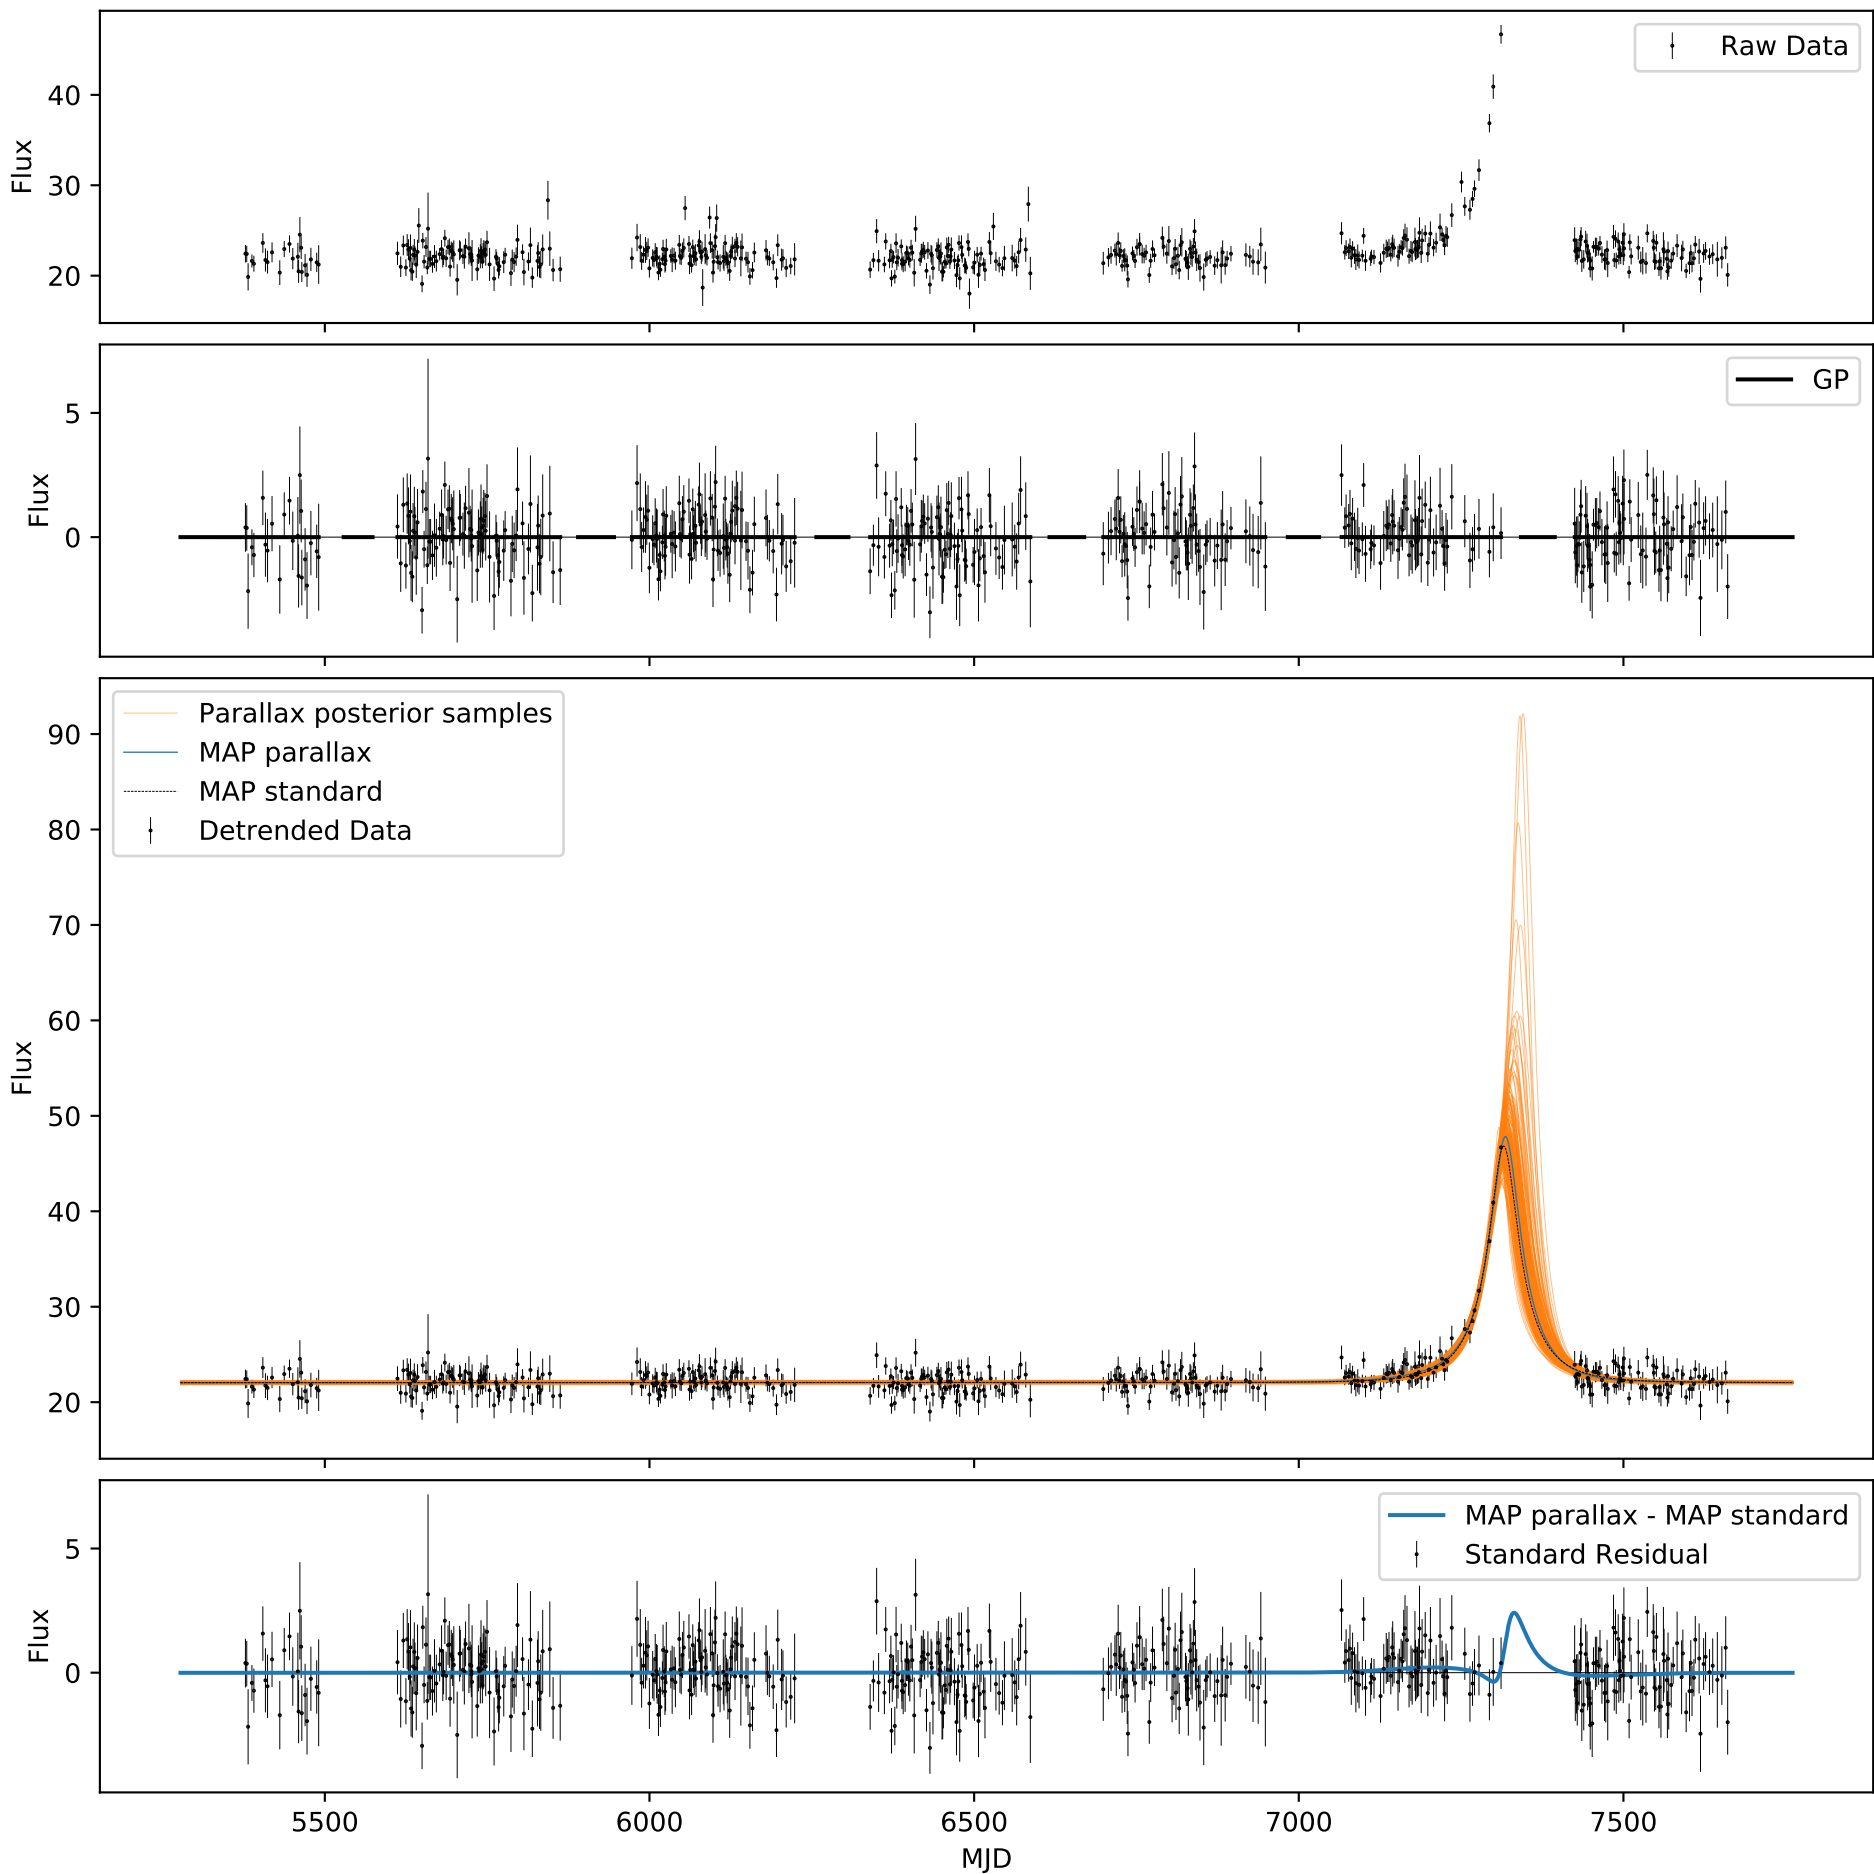 Raw Data
40
30
20
Flux
GP
5
0
Flux
Parallax posterior samples
MAP parallax
MAP standard
Detrended Data
90
80
70
60
50
40
30
20
Flux
MAP parallax - MAP standard
Standard Residual
5
0
Flux
5500 6000 6500 7000 7500
MJD